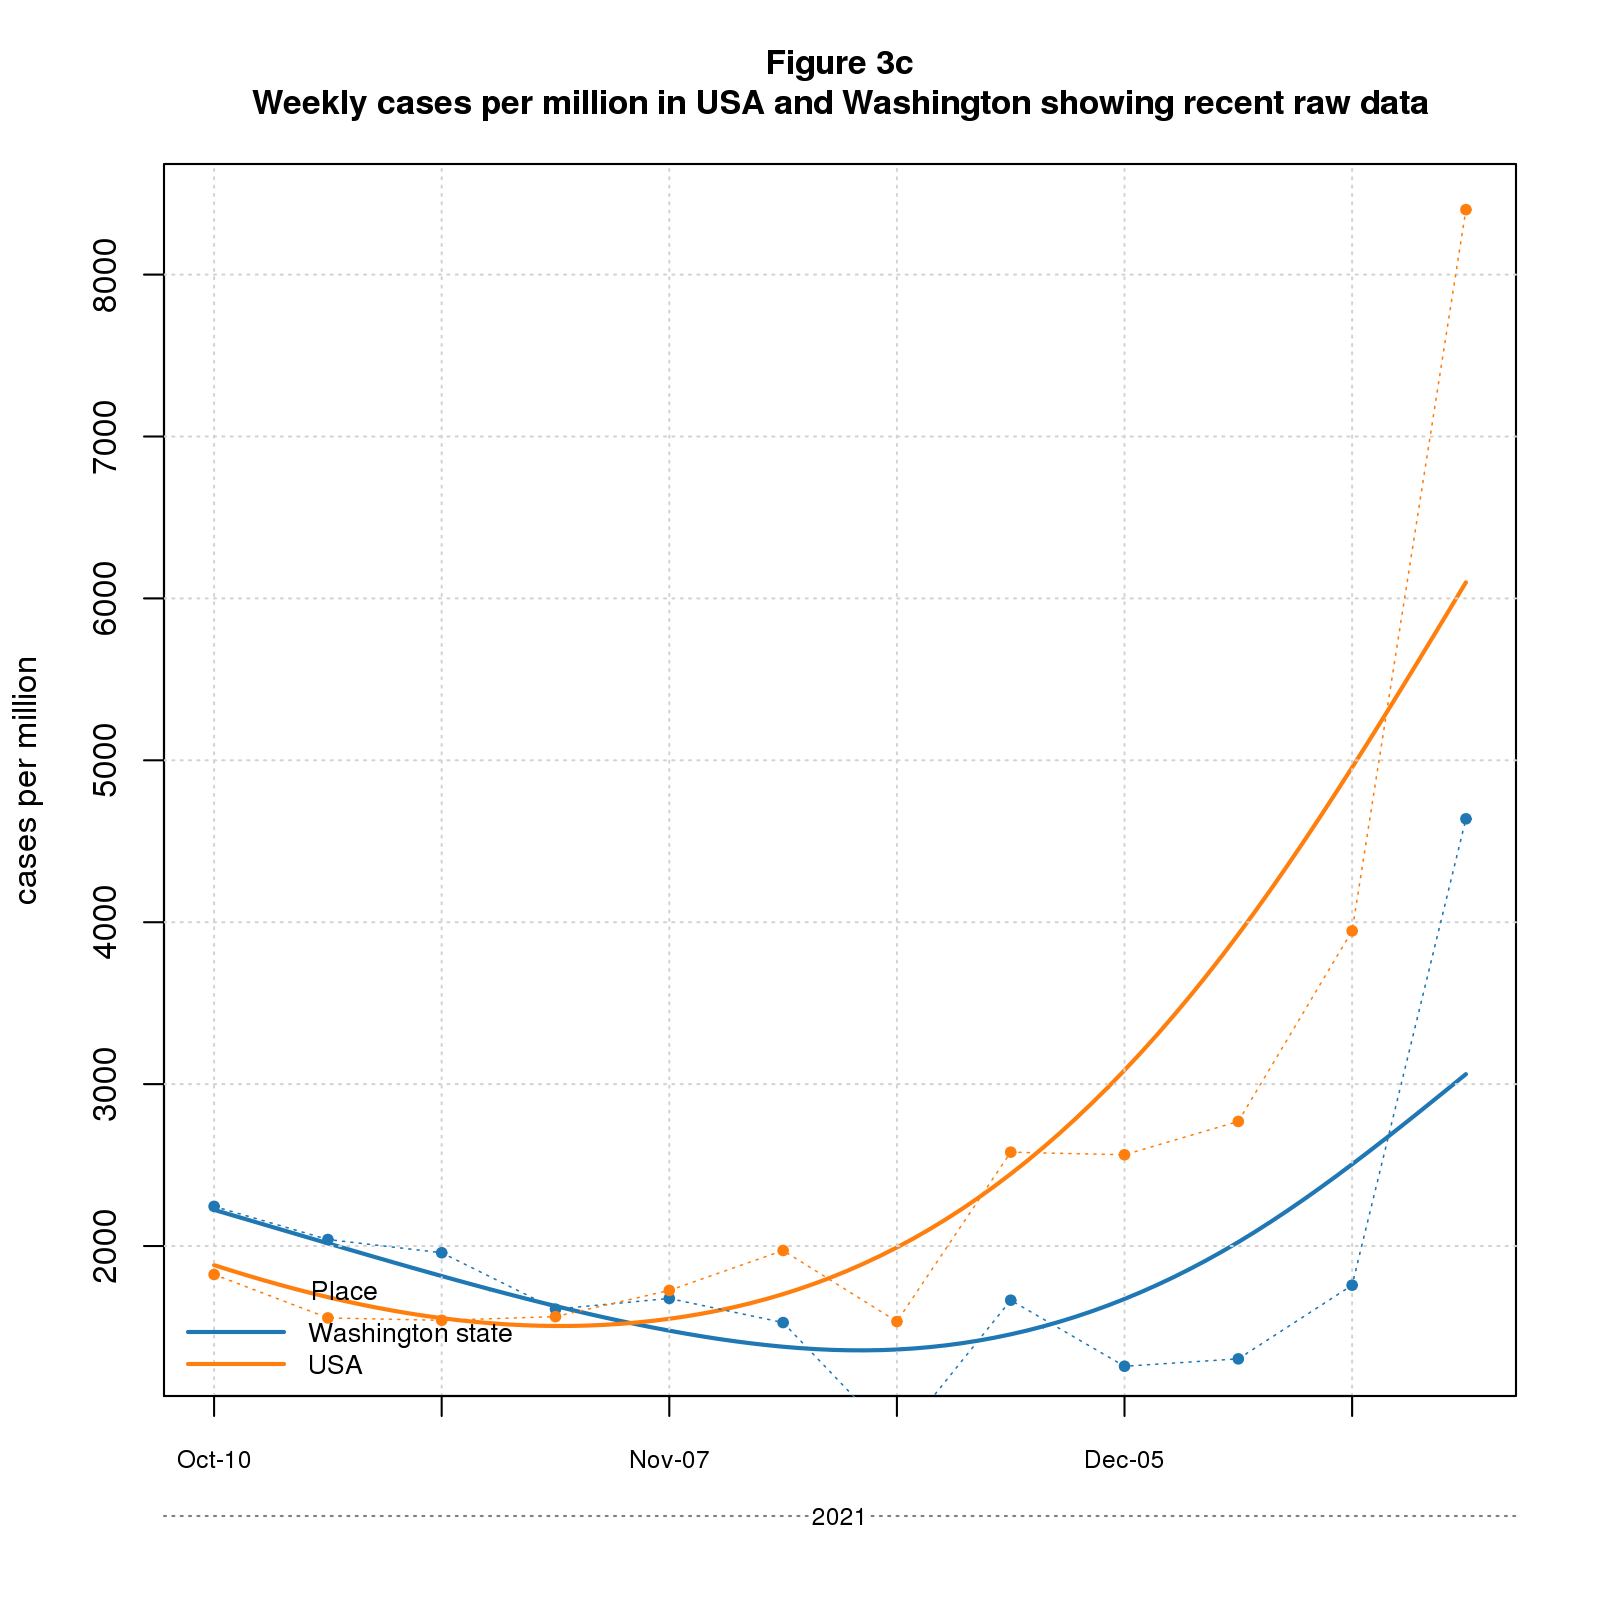 Figure 3c
Weekly cases per million in USA and Washington showing recent raw data
cases per million
8000
7000
6000
5000
4000
3000
2000
Place
Washington state
USA
Oct-10
Nov-07
Dec-05
2021